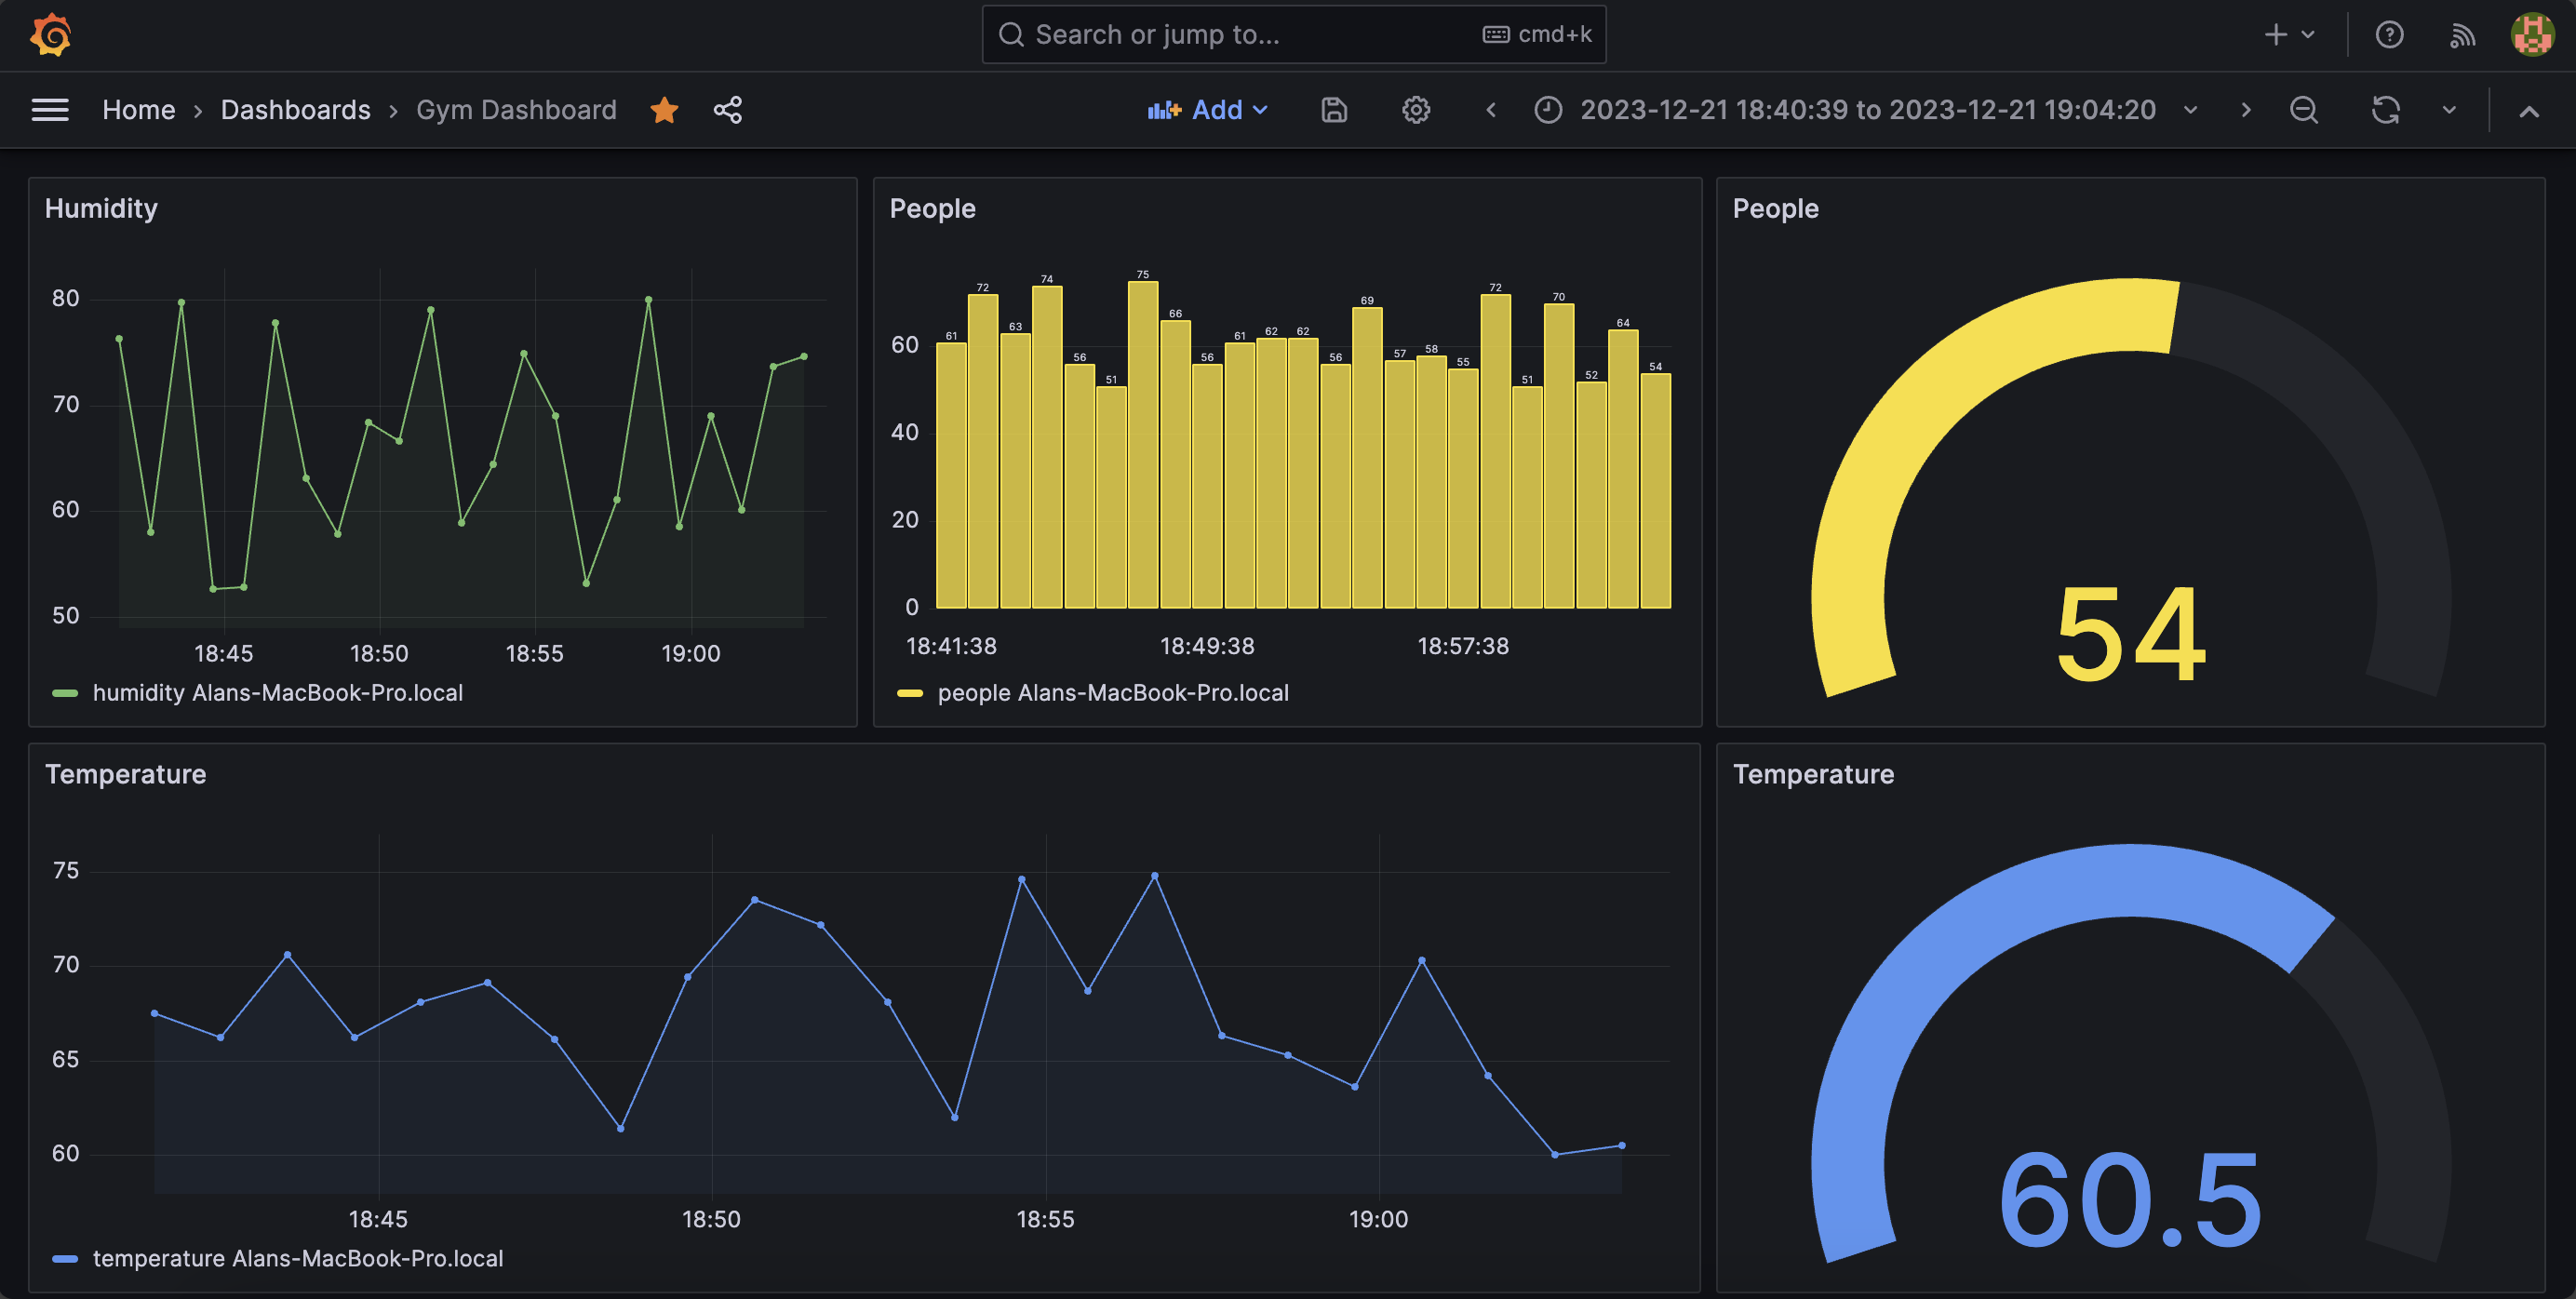 Search or jump to... cmd+k
Home › Dashboards › Gym Dashboard Add 2023-12-21 18:40:39 to 2023-12-21 19:04:20
Humidity
80
70
60
50
18:45 18:50 18:55 19:00
humidity Alans-MacBook-Pro.local
People
61 72 63 74 56 51 75 66 56 61 62 62 56 69 57 58 55 72 51 70 52 64 54
60
40
20
0
18:41:38 18:49:38 18:57:38
people Alans-MacBook-Pro.local
People
54
Temperature
75
70
65
60
18:45 18:50 18:55 19:00
temperature Alans-MacBook-Pro.local
Temperature
60.5